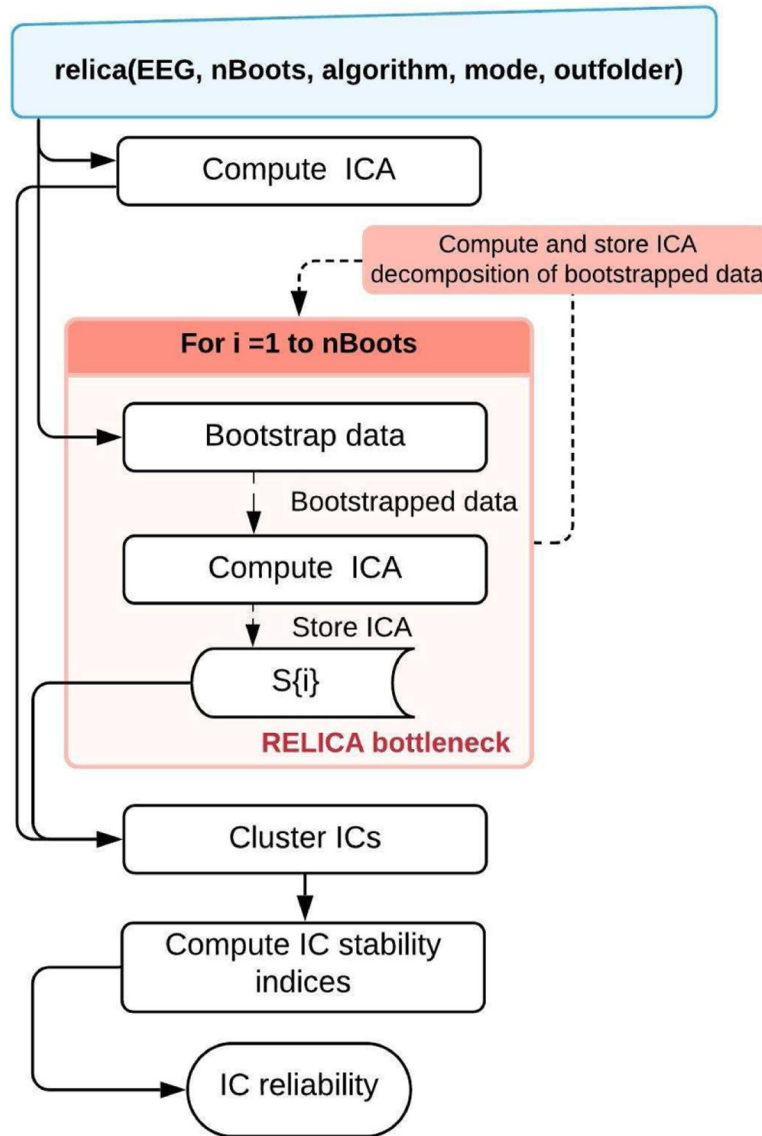 relica(EEG, nBoots, algorithm, mode, outfolder)
Compute ICA
Compute and store ICA
decomposition of bootstrapped data
For i =1 to nBoots
Bootstrap data
Bootstrapped data
Compute ICA
Store ICA
S{i}
RELICA bottleneck
Cluster ICs
Compute IC stability
indices
IC reliability